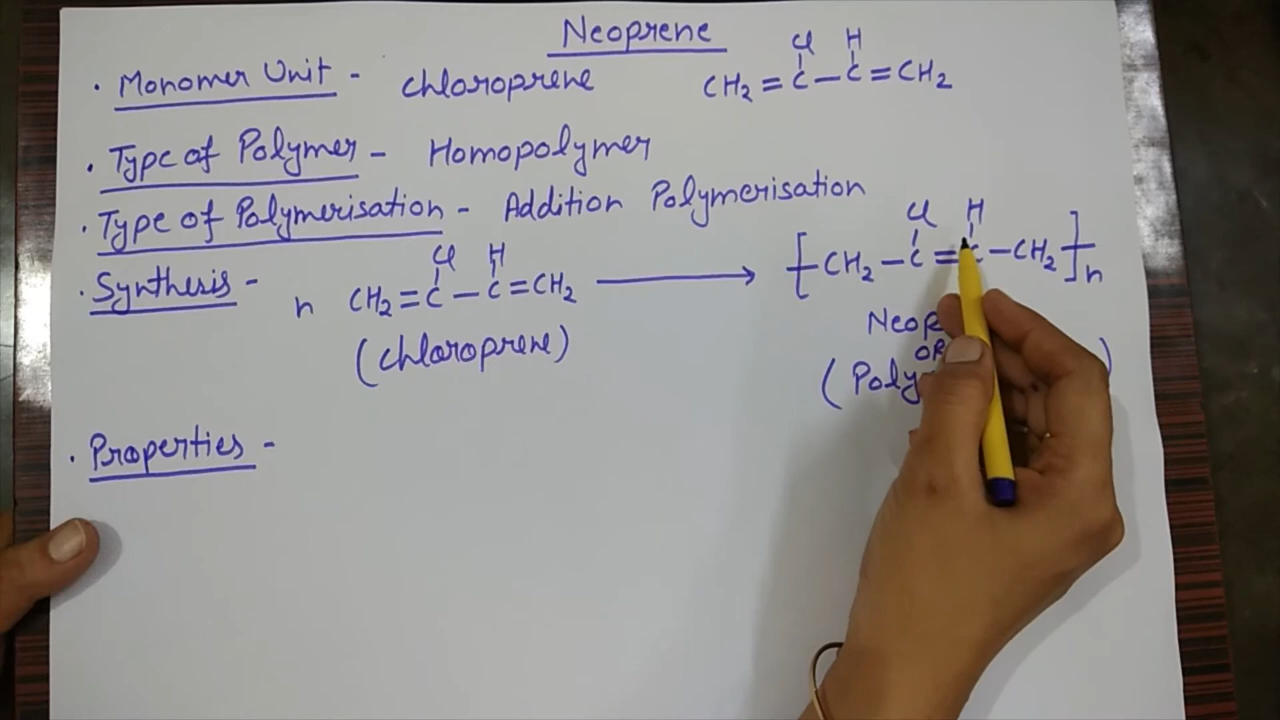 Neoprene
· Monomer Unit - chloroprene CH2=C-C=CH2
Cl H
· Type of Polymer - Homopolymer
· Type of Polymerisation - Addition Polymerisation
· Synthesis - n CH2=C-C=CH2 ⟶ [CH2-C=C-CH2]n
Cl H Cl H
(chloroprene)
OR
· Properties -